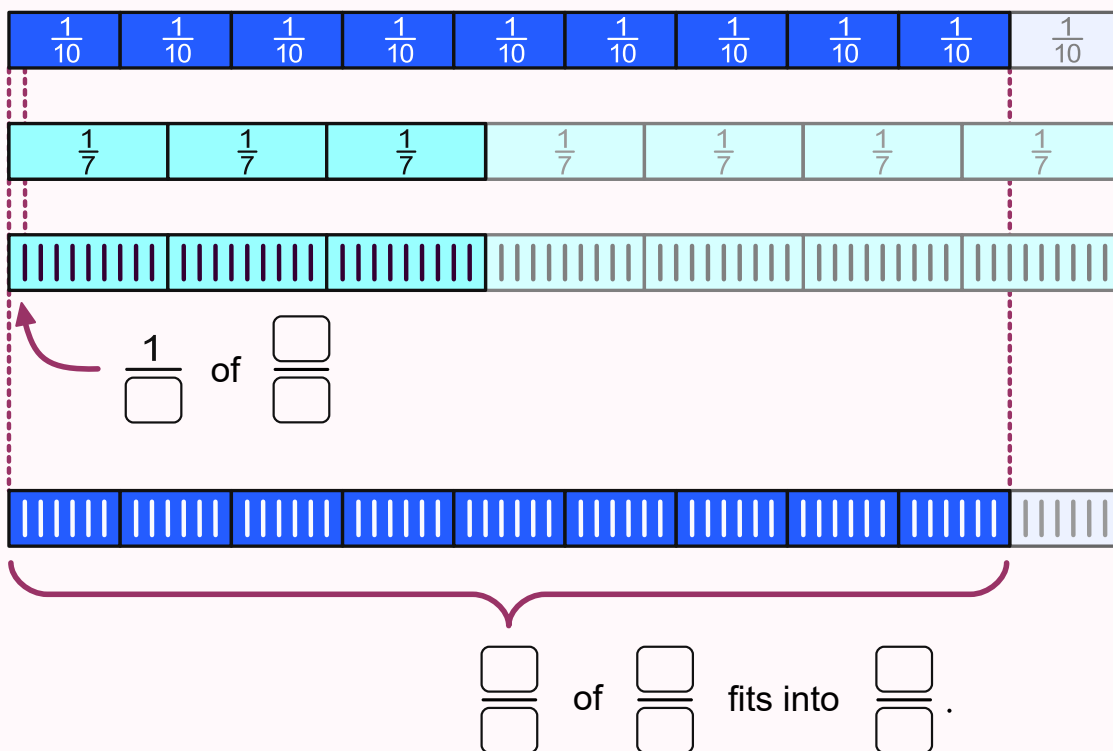 1/10 1/10 1/10 1/10 1/10 1/10 1/10 1/10 1/10 1/10
1/7 1/7 1/7 1/7 1/7 1/7 1/7
1/□ of □/□
□/□ of □/□ fits into □/□.